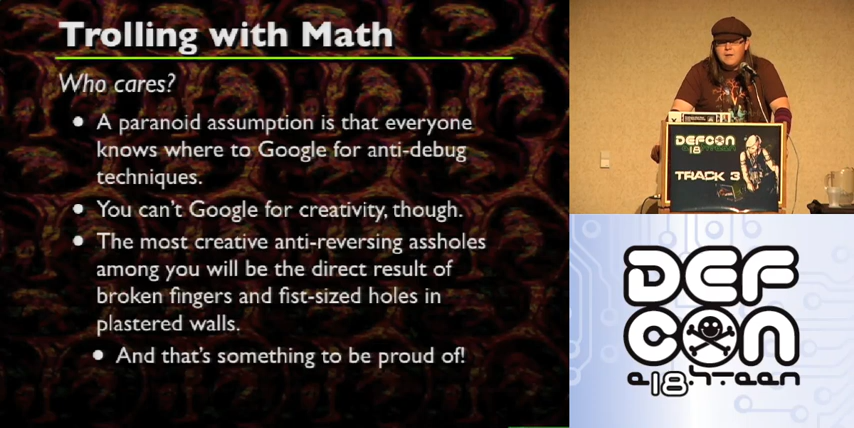 Trolling with Math
Who cares?
• A paranoid assumption is that everyone
knows where to Google for anti-debug
techniques.
• You can't Google for creativity, though.
• The most creative anti-reversing assholes
among you will be the direct result of
broken fingers and fist-sized holes in
plastered walls.
• And that's something to be proud of!
DEFCON
18
TRACK 3
DEF
CON
e18hteen